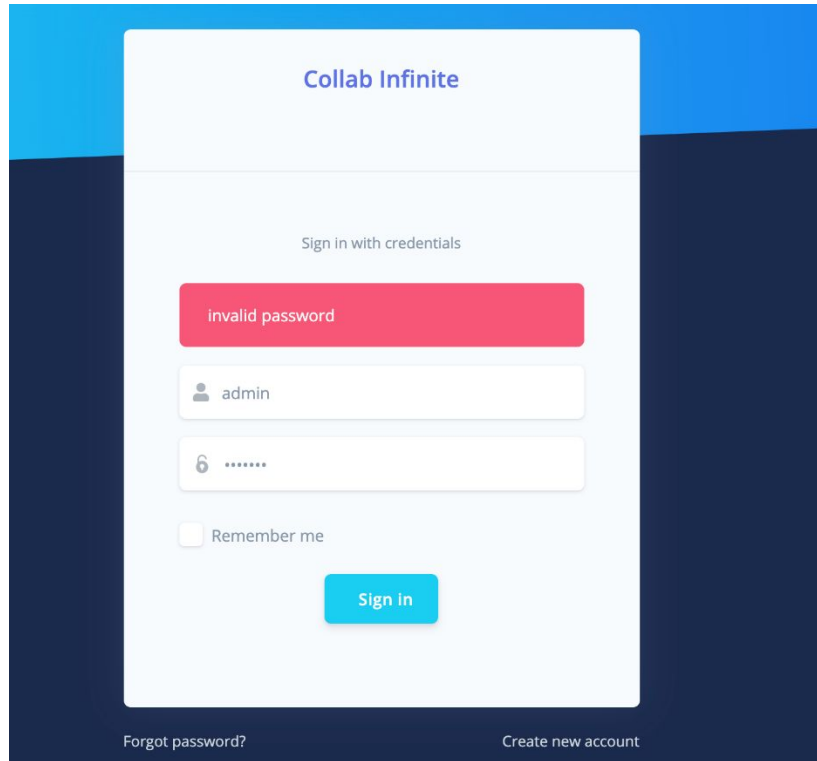 Collab Infinite
Sign in with credentials
invalid password
admin
•••••••
Remember me
Sign in
Forgot password?
Create new account